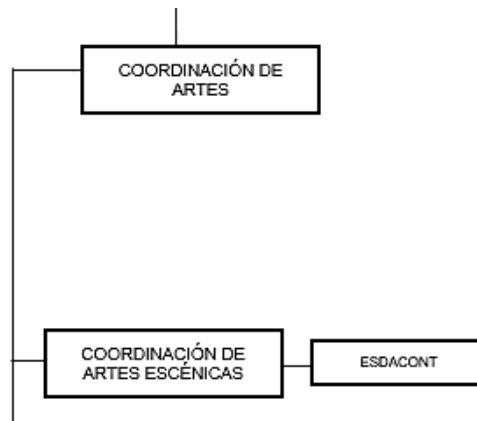 COORDINACIÓN DE
ARTES
COORDINACIÓN DE
ARTES ESCÉNICAS
ESDACONT